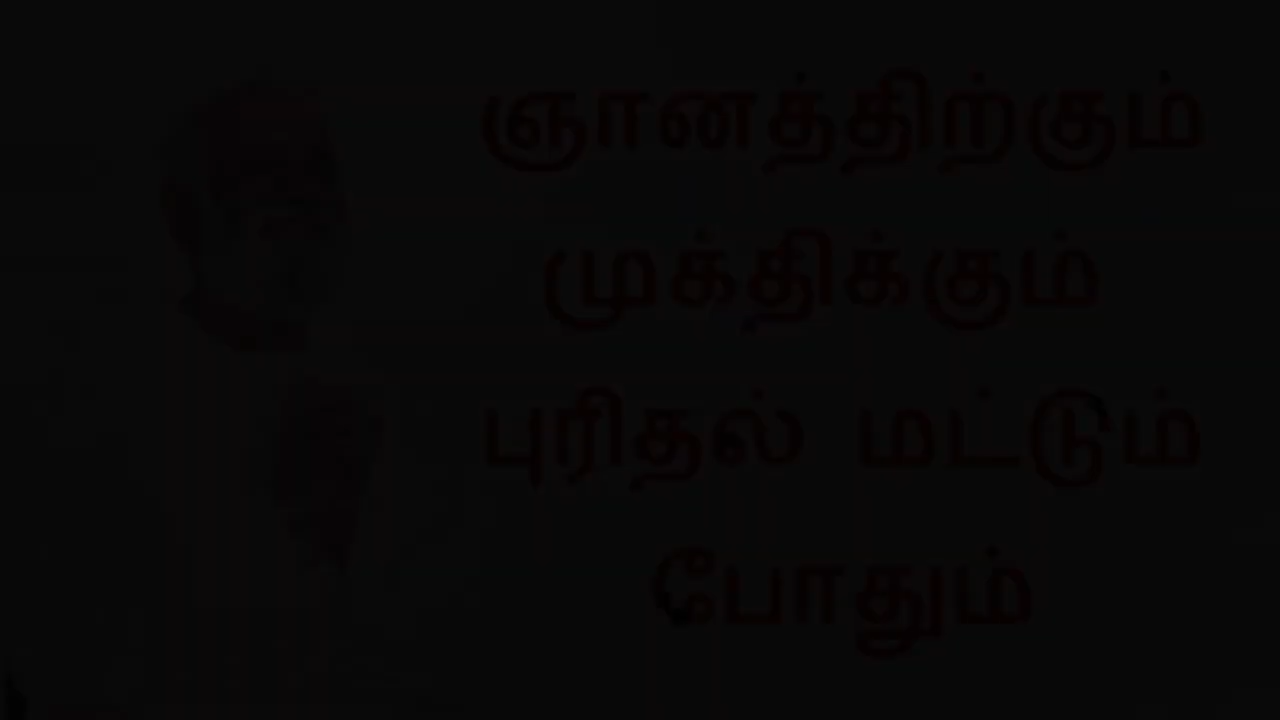 ஞானத்திற்கும்
முக்திக்கும்
புரிதல் மட்டும்
போதும்